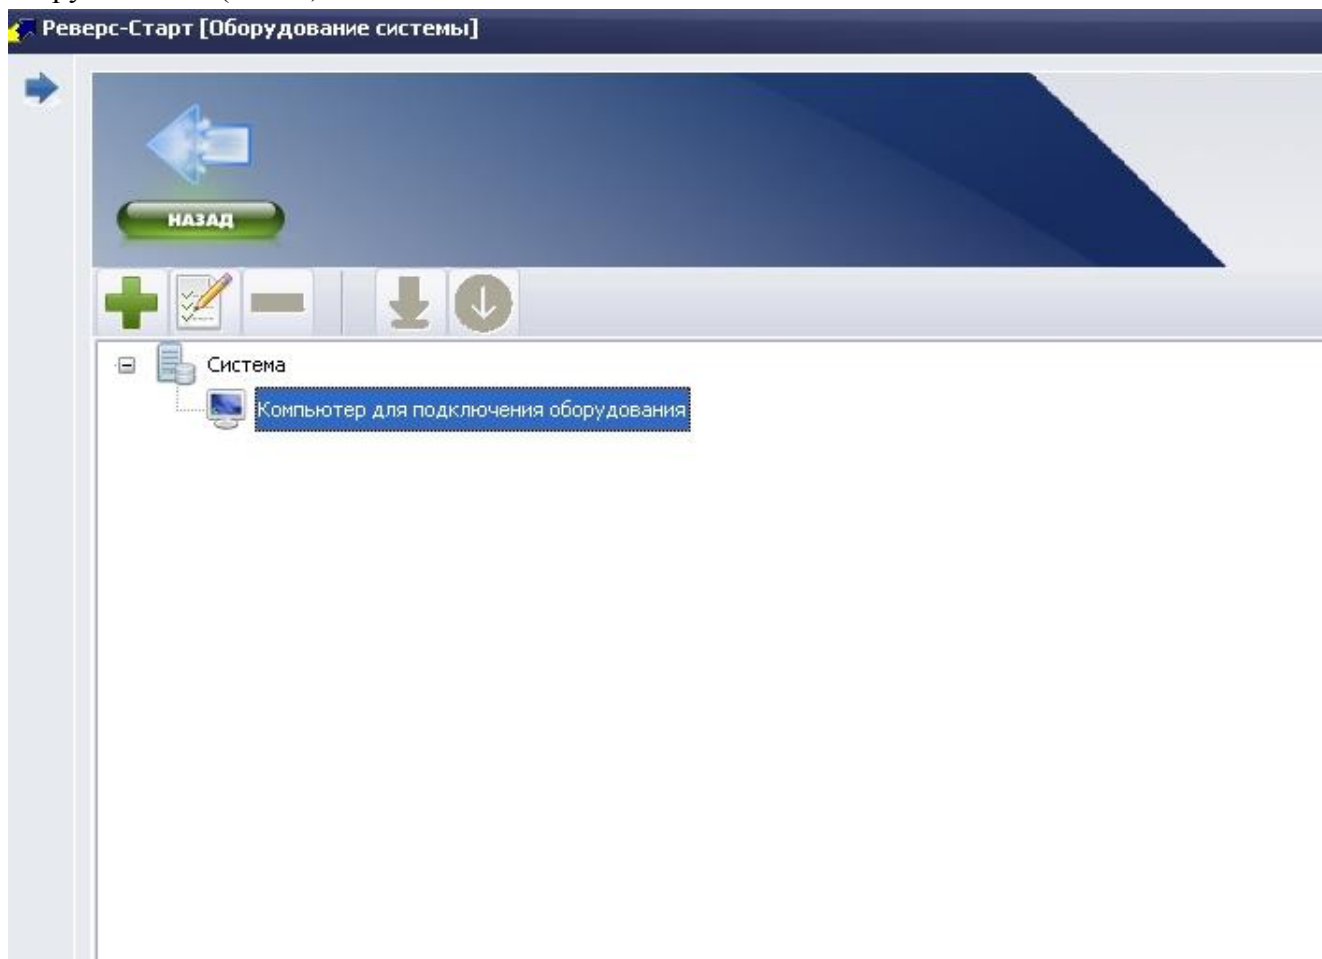 Реверс-Старт [Оборудование системы]
НАЗАД
Система
Компьютер для подключения оборудования